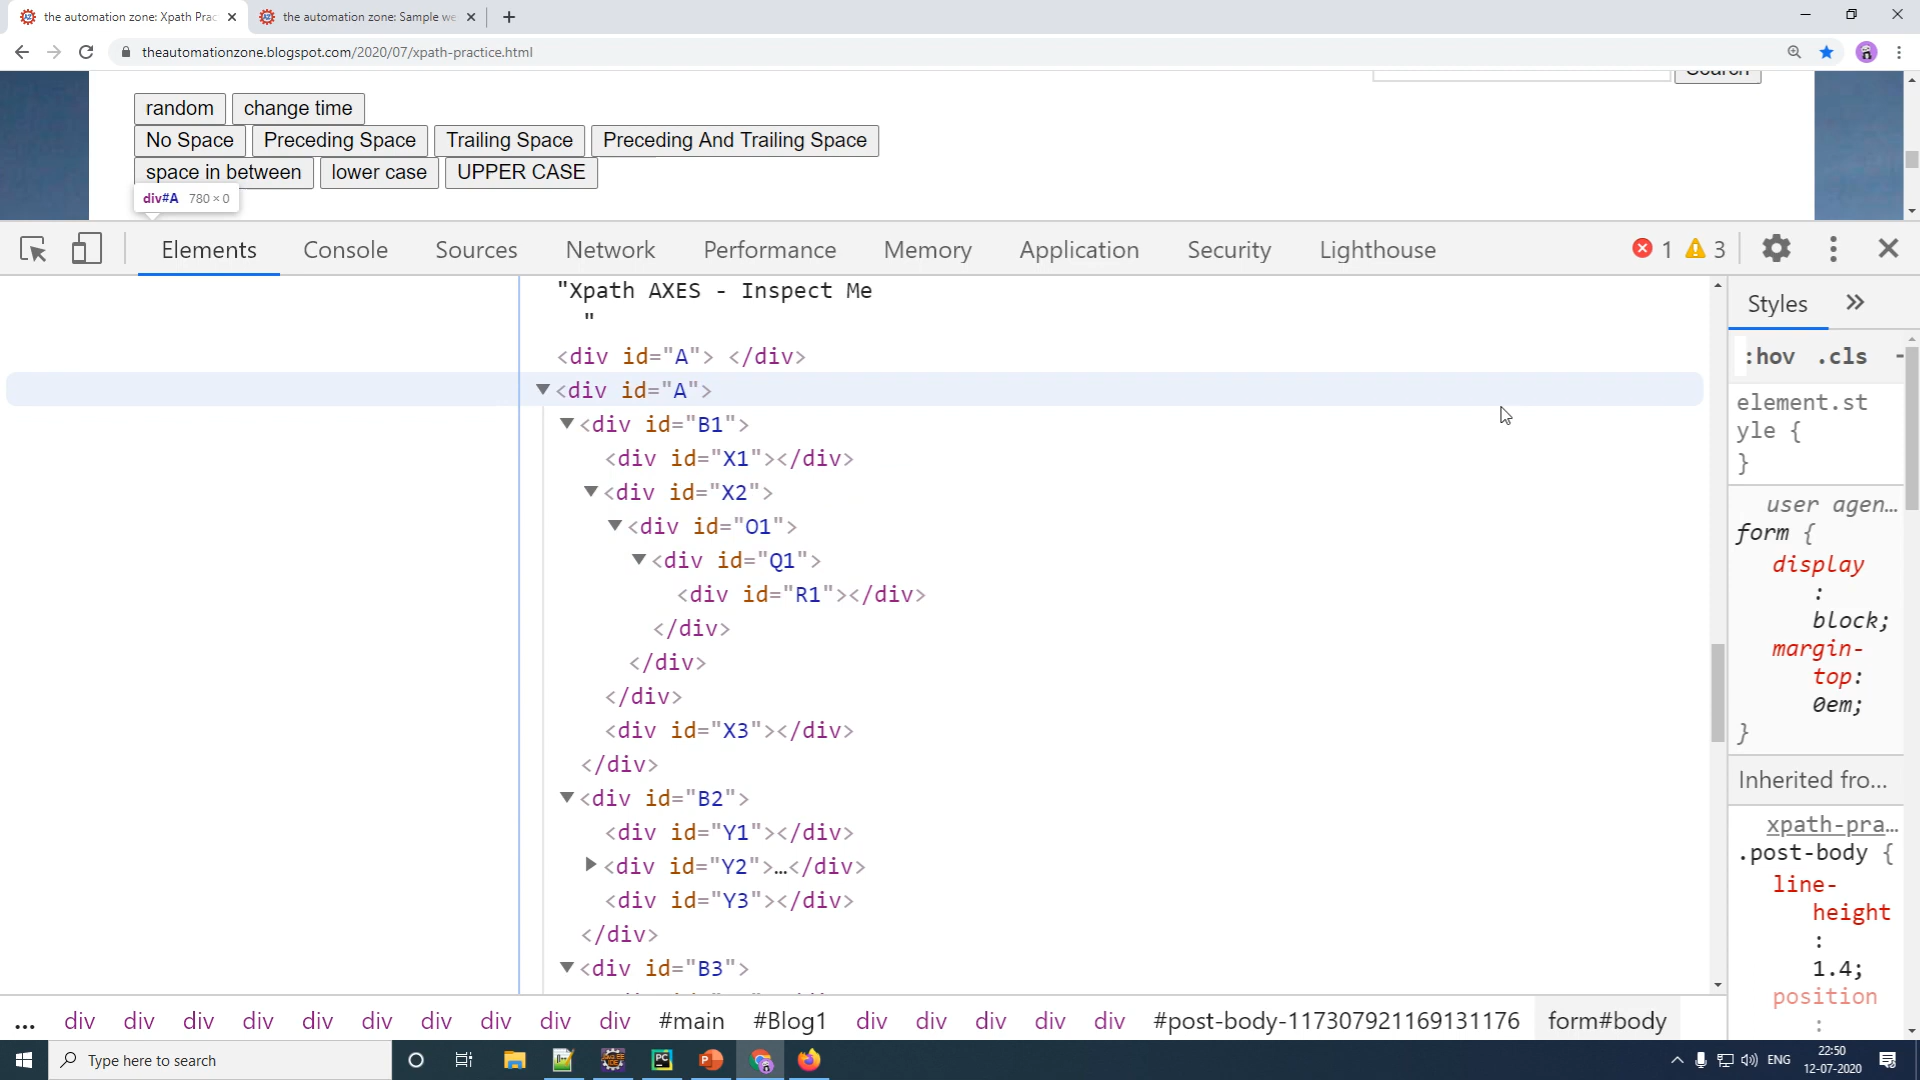 the automation zone: Xpath Prac
the automation zone: Sample we
theautomationzone.blogspot.com/2020/07/xpath-practice.html
Search
random change time
No Space Preceding Space Trailing Space Preceding And Trailing Space
space in between lower case UPPER CASE
div#A 780 × 0
Elements Console Sources Network Performance Memory Application Security Lighthouse 1 3
"Xpath AXES - Inspect Me
"
<div id="A"> </div>
<div id="A">
<div id="B1">
<div id="X1"></div>
<div id="X2">
<div id="O1">
<div id="Q1">
<div id="R1"></div>
</div>
</div>
</div>
<div id="X3"></div>
</div>
<div id="B2">
<div id="Y1"></div>
<div id="Y2">…</div>
<div id="Y3"></div>
</div>
<div id="B3">
Styles »
:hov .cls
element.st
yle {
}
user agen…
form {
display
:
block;
margin-
top:
0em;
}
Inherited fro…
xpath-pra…
.post-body {
line-
height
:
1.4;
position
:
... div div div div div div div div div div #main #Blog1 div div div div div #post-body-117307921169131176 form#body
Type here to search
ENG
22:50
12-07-2020